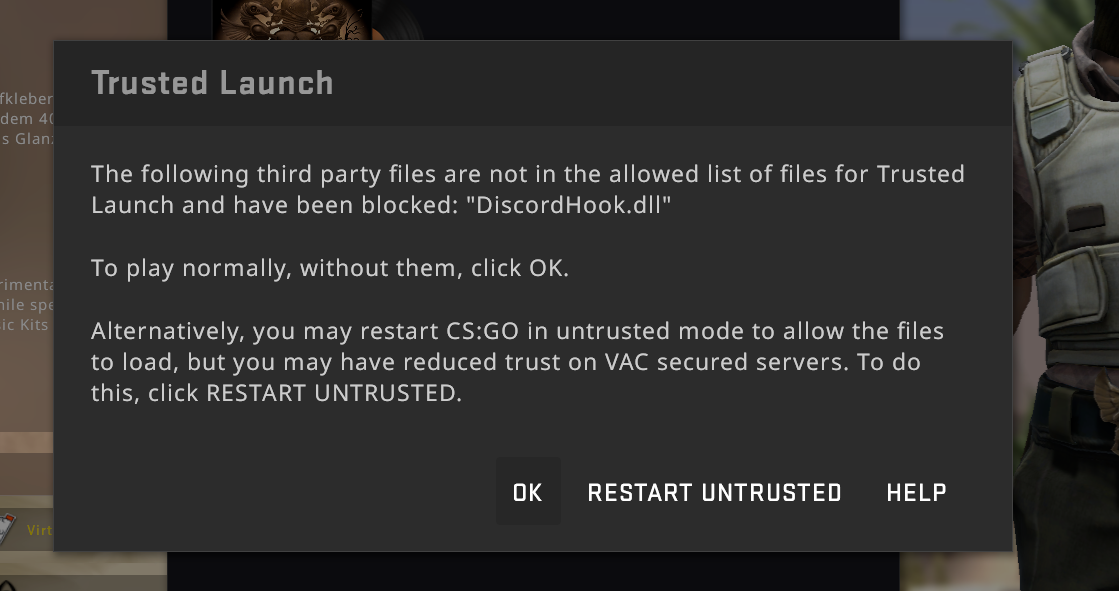 Trusted Launch
fkleber
dem 40
s Glanz
The following third party files are not in the allowed list of files for Trusted
Launch and have been blocked: "DiscordHook.dll"
To play normally, without them, click OK.
rimenta
hile spe
sic Kits
Alternatively, you may restart CS:GO in untrusted mode to allow the files
to load, but you may have reduced trust on VAC secured servers. To do
this, click RESTART UNTRUSTED.
OK RESTART UNTRUSTED HELP
Virt